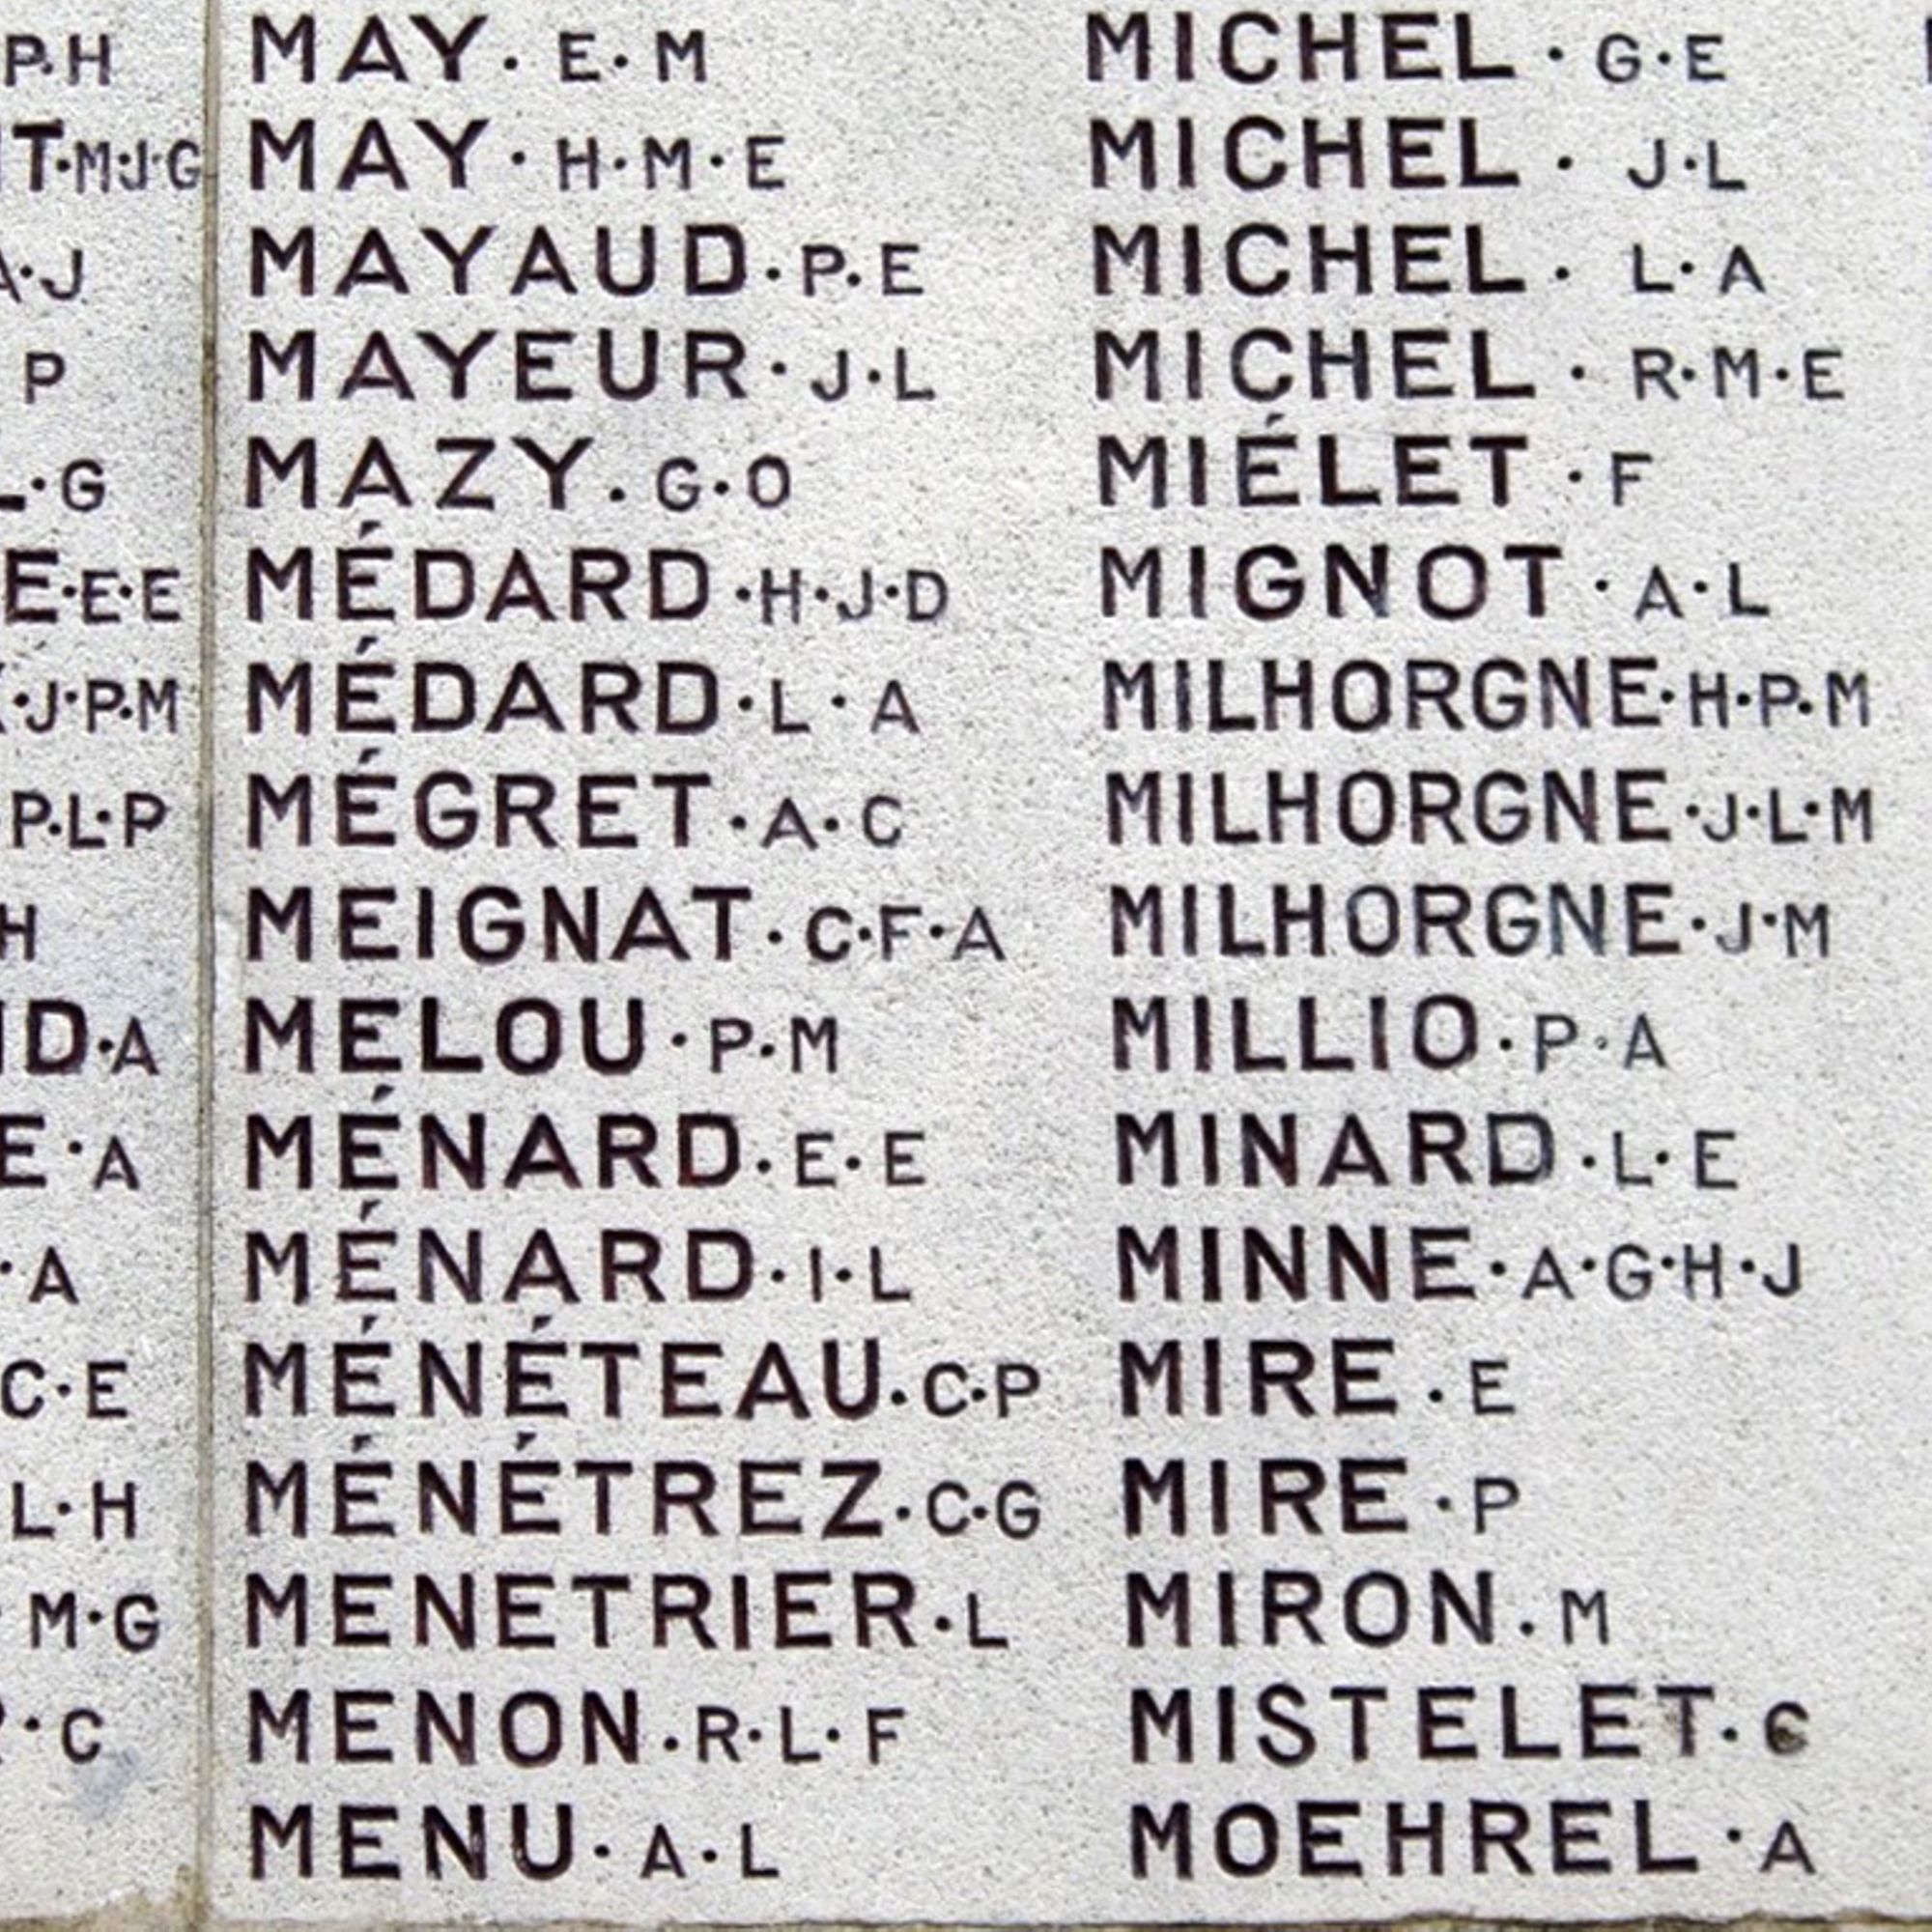 P·H
T·M·J·G
A·J
P
L·G
E·E·E
·J·P·M
P·L·P
H
D·A
E·A
·A
C·E
L·H
M·G
·C
MAY· E·M
MAY· H·M·E
MAYAUD·P·E
MAYEUR·J·L
MAZY·G·O
MÉDARD·H·J·D
MÉDARD·L·A
MÉGRET·A·C
MEIGNAT·C·F·A
MELOU·P·M
MÉNARD·E·E
MÉNARD·I·L
MÉNÉTEAU·C·P
MÉNÉTREZ·C·G
MENETRIER·L
MENON·R·L·F
MENU·A·L
MICHEL·G·E
MICHEL· J·L
MICHEL· L·A
MICHEL· R·M·E
MIÉLET·F
MIGNOT·A·L
MILHORGNE·H·P·M
MILHORGNE·J·L·M
MILHORGNE·J·M
MILLIO·P·A
MINARD·L·E
MINNE·A·G·H·J
MIRE·E
MIRE·P
MIRON·M
MISTELET·C
MOEHREL·A